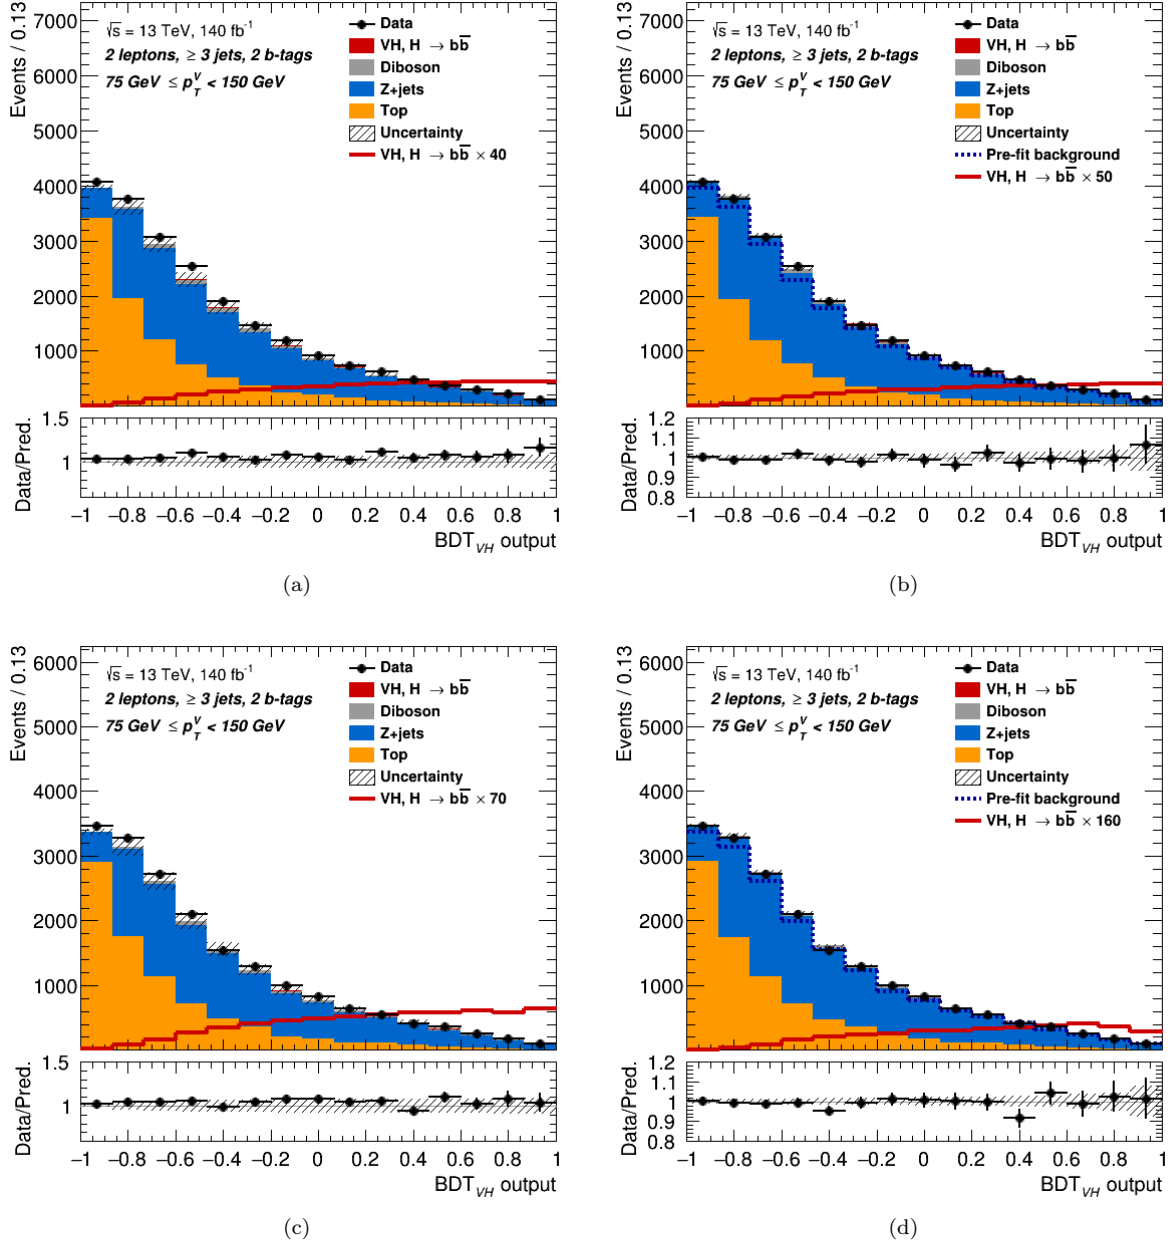 Events / 0.13
7000
6000
5000
4000
3000
2000
1000
√s = 13 TeV, 140 fb⁻¹
2 leptons, ≥ 3 jets, 2 b-tags
75 GeV ≤ p_T^V < 150 GeV
Data
VH, H → bb̅
Diboson
Z+jets
Top
Uncertainty
VH, H → bb̅ × 40
Data/Pred.
1.5
1
−1 −0.8 −0.6 −0.4 −0.2 0 0.2 0.4 0.6 0.8 1
BDT_VH output
(a)
Events / 0.13
7000
6000
5000
4000
3000
2000
1000
√s = 13 TeV, 140 fb⁻¹
2 leptons, ≥ 3 jets, 2 b-tags
75 GeV ≤ p_T^V < 150 GeV
Data
VH, H → bb̅
Diboson
Z+jets
Top
Uncertainty
Pre-fit background
VH, H → bb̅ × 50
Data/Pred.
1.2
1.1
1.0
0.9
0.8
−1 −0.8 −0.6 −0.4 −0.2 0 0.2 0.4 0.6 0.8 1
BDT_VH output
(b)
Events / 0.13
6000
5000
4000
3000
2000
1000
√s = 13 TeV, 140 fb⁻¹
2 leptons, ≥ 3 jets, 2 b-tags
75 GeV ≤ p_T^V < 150 GeV
Data
VH, H → bb̅
Diboson
Z+jets
Top
Uncertainty
VH, H → bb̅ × 70
Data/Pred.
1.5
1
−1 −0.8 −0.6 −0.4 −0.2 0 0.2 0.4 0.6 0.8 1
BDT_VH output
(c)
Events / 0.13
6000
5000
4000
3000
2000
1000
√s = 13 TeV, 140 fb⁻¹
2 leptons, ≥ 3 jets, 2 b-tags
75 GeV ≤ p_T^V < 150 GeV
Data
VH, H → bb̅
Diboson
Z+jets
Top
Uncertainty
Pre-fit background
VH, H → bb̅ × 160
Data/Pred.
1.2
1.1
1.0
0.9
0.8
−1 −0.8 −0.6 −0.4 −0.2 0 0.2 0.4 0.6 0.8 1
BDT_VH output
(d)